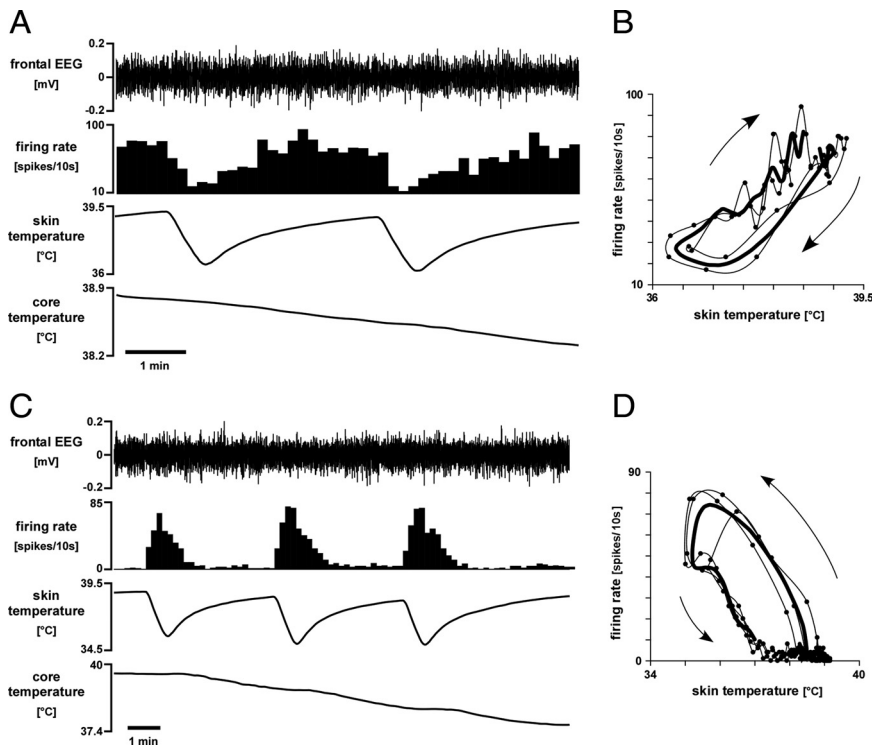 A
frontal EEG
[mV]
0.2
0
-0.2
firing rate
[spikes/10s]
100
10
skin
temperature
[°C]
39.5
36
core
temperature
[°C]
38.9
38.2
1 min
B
firing rate [spikes/10s]
100
10
36
39.5
skin temperature [°C]
C
frontal EEG
[mV]
0.2
0
-0.2
firing rate
[spikes/10s]
85
0
skin
temperature
[°C]
39.5
34.5
core
temperature
[°C]
40
37.4
1 min
D
firing rate [spikes/10s]
90
0
34
40
skin temperature [°C]